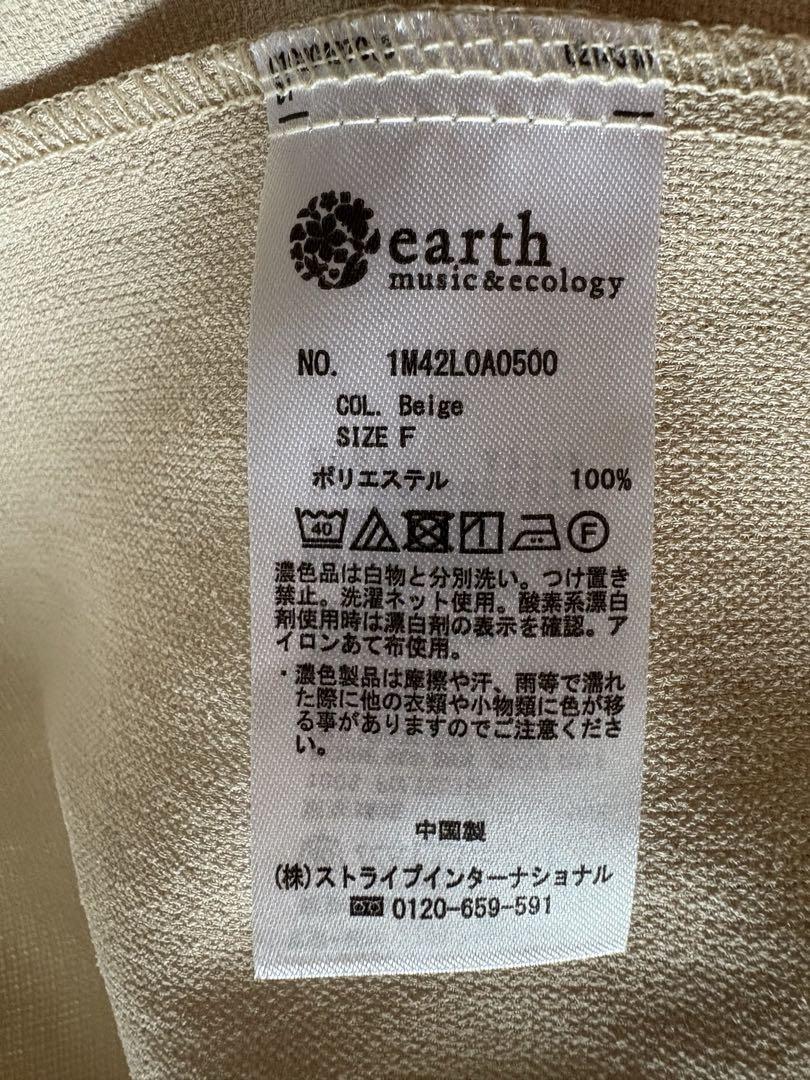 earth
music&ecology
NO. 1M42L0A0500
COL. Beige
SIZE F
ポリエステル 100%
40 F
濃色品は白物と分別洗い。つけ置き
禁止。洗濯ネット使用。酸素系漂白
剤使用時は漂白剤の表示を確認。ア
イロンあて布使用。
・濃色製品は摩擦や汗、雨等で濡れ
た際に他の衣類や小物類に色が移
る事がありますのでご注意くださ
い。
中国製
(株)ストライプインターナショナル
0120-659-591